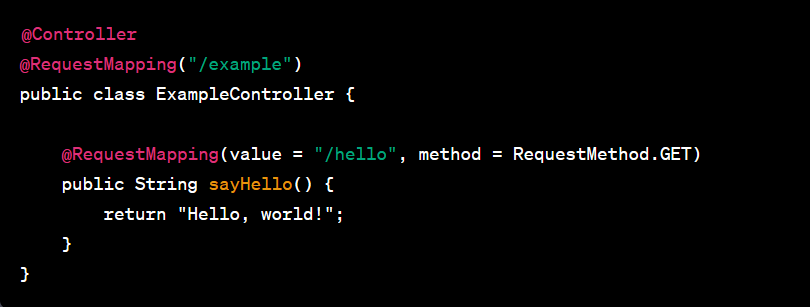 @Controller
@RequestMapping("/example")
public class ExampleController {
@RequestMapping(value = "/hello", method = RequestMethod.GET)
public String sayHello() {
return "Hello, world!";
}
}